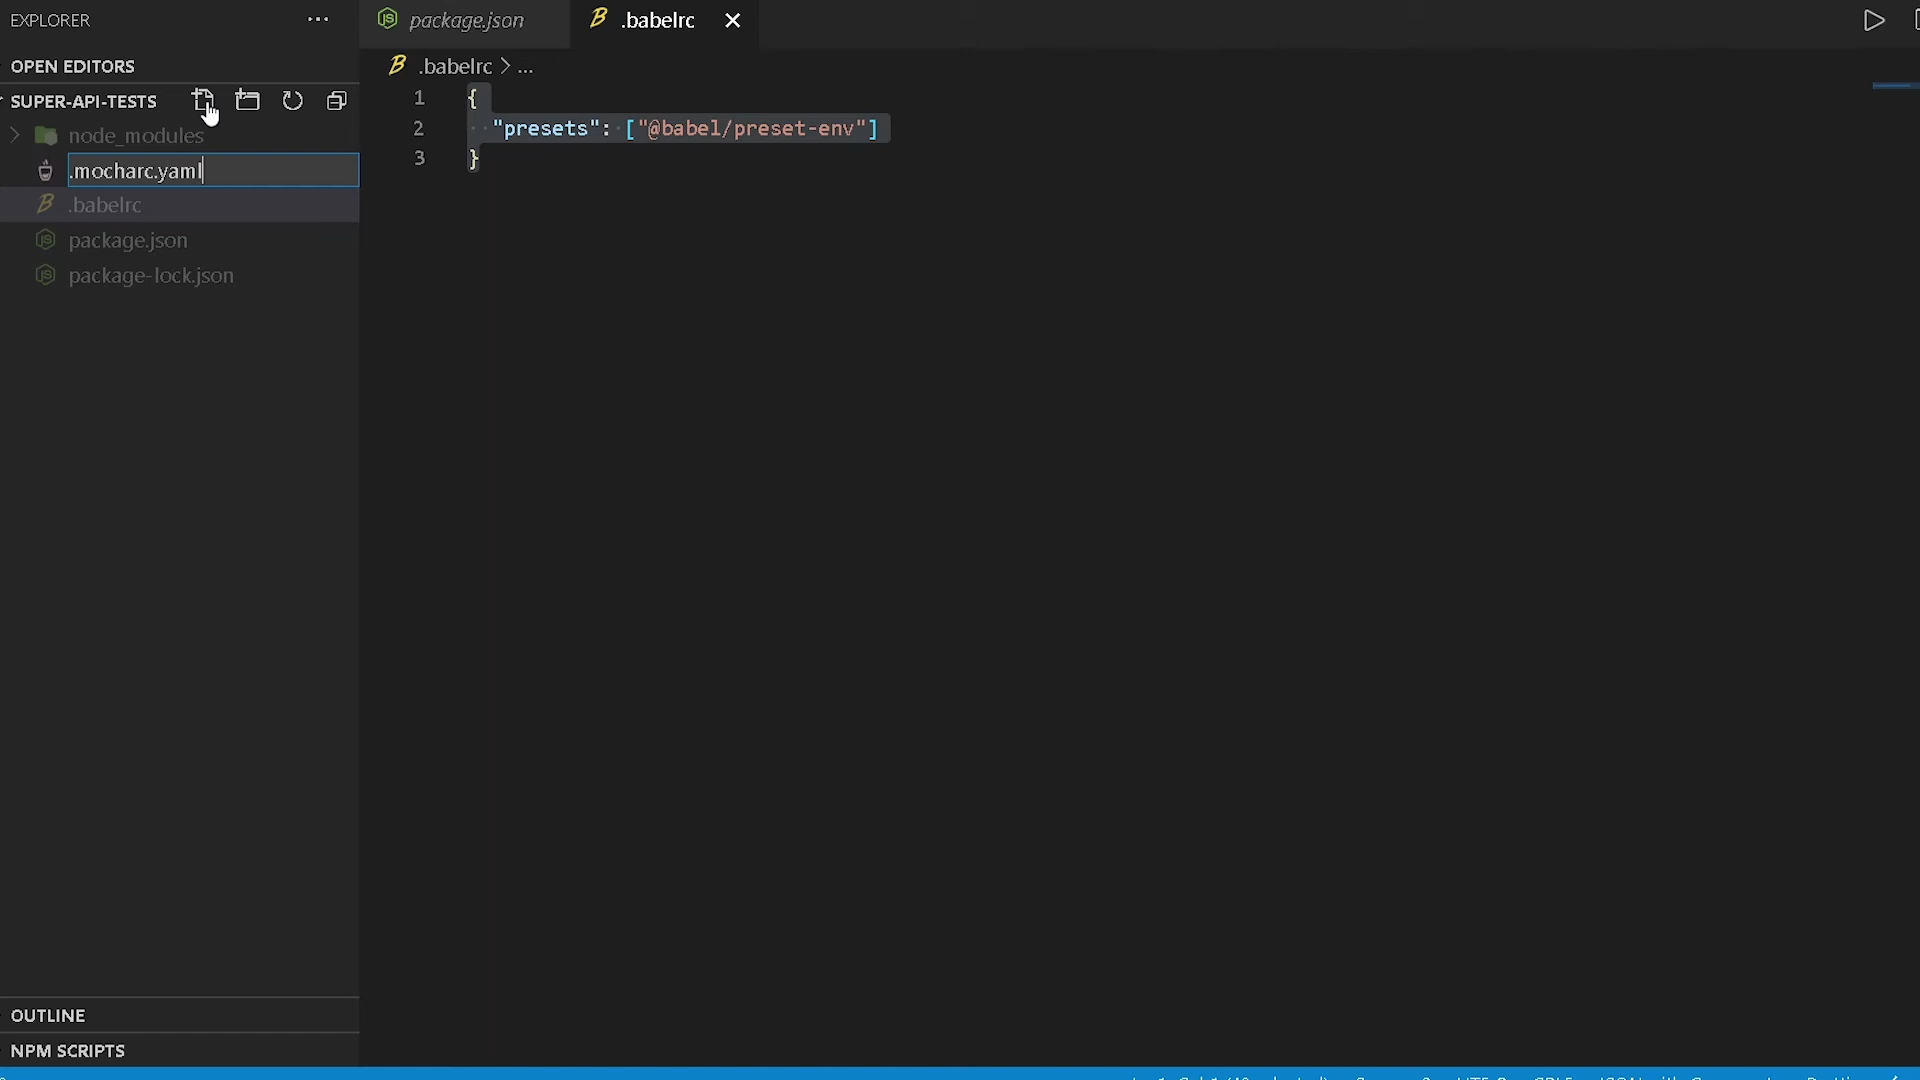 EXPLORER
OPEN EDITORS
SUPER-API-TESTS
node_modules
.mocharc.yaml
.babelrc
package.json
package-lock.json
OUTLINE
NPM SCRIPTS
package.json
.babelrc
.babelrc > ...
1 {
2 "presets": ["@babel/preset-env"]
3 }